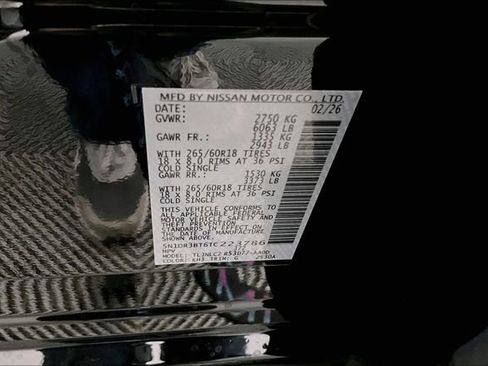 MFD BY NISSAN MOTOR CO., LTD.
DATE: 02/26
GVWR: 2750 KG
6063 LB
GAWR FR.: 1335 KG
2943 LB
WITH 265/60R18 TIRES
18 X 8.0 RIMS AT 36 PSI
COLD SINGLE
GAWR RR.: 1530 KG
3373 LB
WITH 265/60R18 TIRES
18 X 8.0 RIMS AT 36 PSI
COLD SINGLE
THIS VEHICLE CONFORMS TO
ALL APPLICABLE FEDERAL
MOTOR VEHICLE SAFETY AND
THEFT PREVENTION
STANDARDS IN EFFECT ON
THE DATE OF MANUFACTURE
SHOWN ABOVE.
5N1DR3BT6TC223786
MPV
MODEL:
COLOR: KH3 TRIM: G 2530A